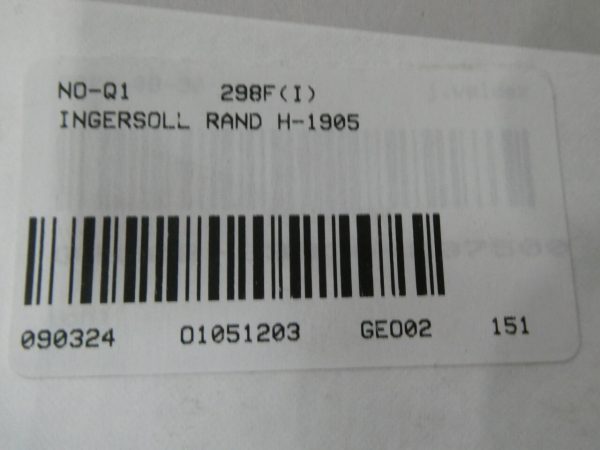 NO-Q1 298F(I)
INGERSOLL RAND H-1905
090324 01051203 GE002 151